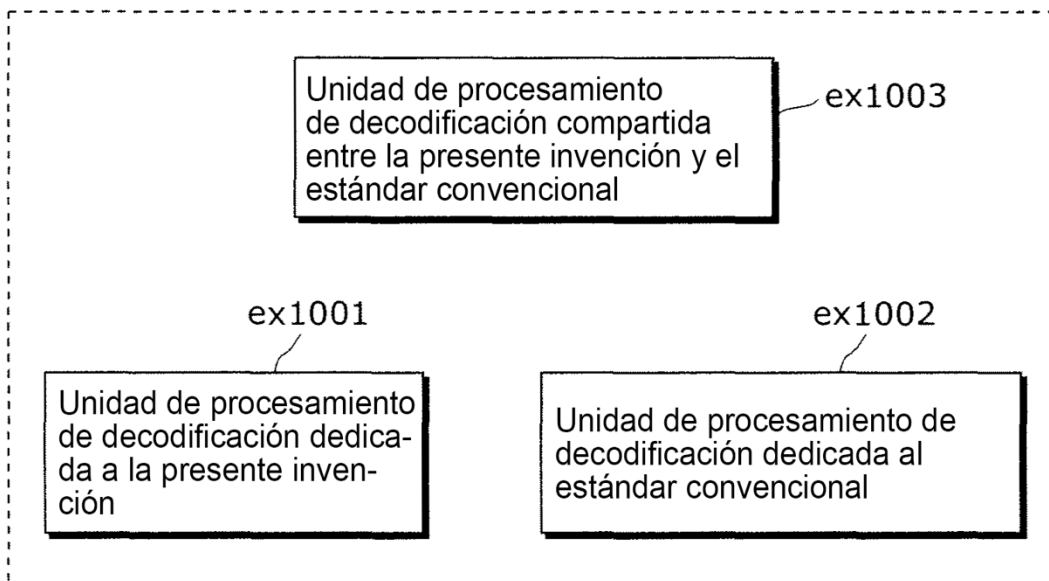 Unidad de procesamiento
de decodificación compartida
entre la presente invención y el
estándar convencional
ex1003
ex1001
Unidad de procesamiento
de decodificación dedica-
da a la presente inven-
ción
ex1002
Unidad de procesamiento de
decodificación dedicada al
estándar convencional